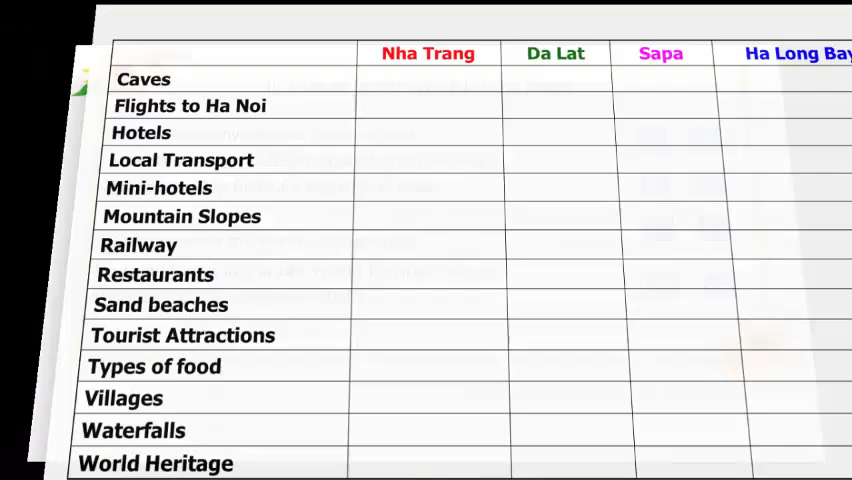 Nha Trang Da Lat Sapa Ha Long Bay
Caves
Flights to Ha Noi
Hotels
Local Transport
Mini-hotels
Mountain Slopes
Railway
Restaurants
Sand beaches
Tourist Attractions
Types of food
Villages
Waterfalls
World Heritage